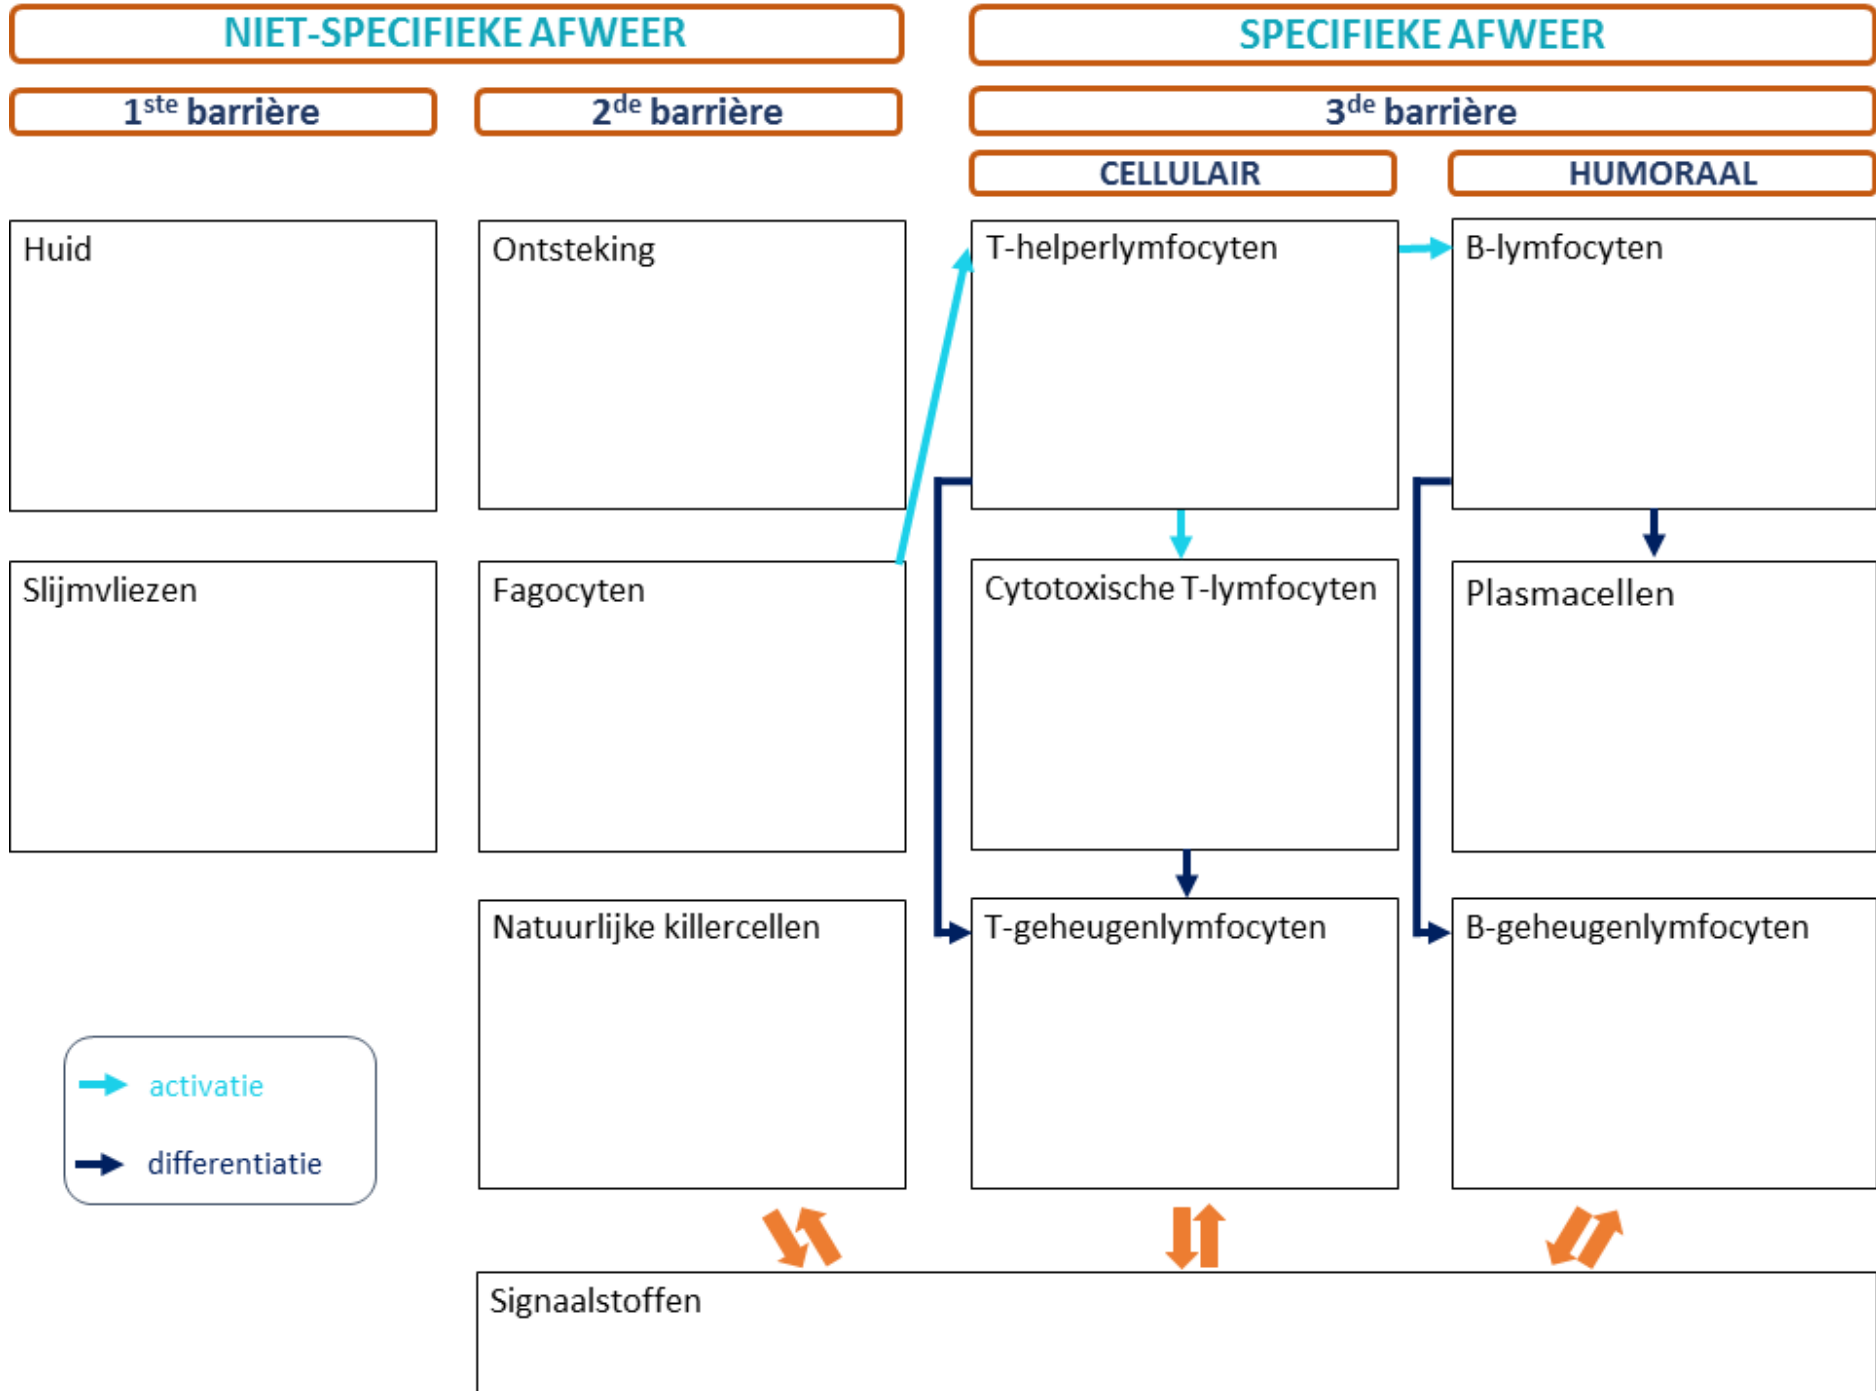 NIET-SPECIFIEKE AFWEER
SPECIFIEKE AFWEER
1ste barrière
2de barrière
3de barrière
CELLULAIR
HUMORAAL
Huid
Ontsteking
T-helperlymfocyten
B-lymfocyten
Slijmvliezen
Fagocyten
Cytotoxische T-lymfocyten
Plasmacellen
Natuurlijke killercellen
T-geheugenlymfocyten
B-geheugenlymfocyten
activatie
differentiatie
Signaalstoffen